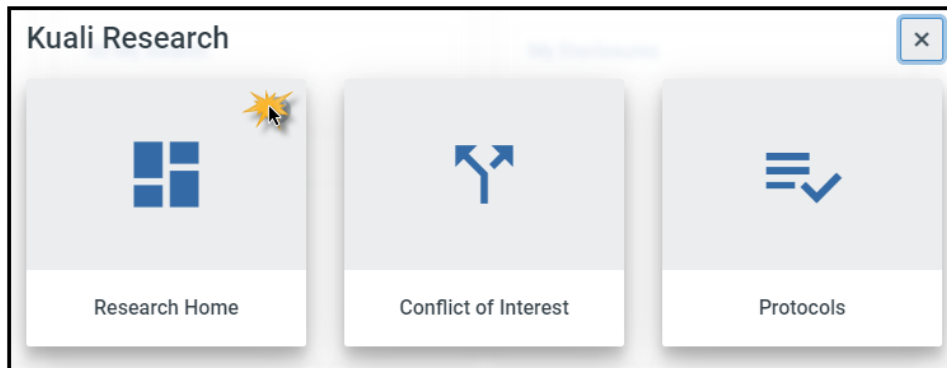 Kuali Research
Research Home
Conflict of Interest
Protocols